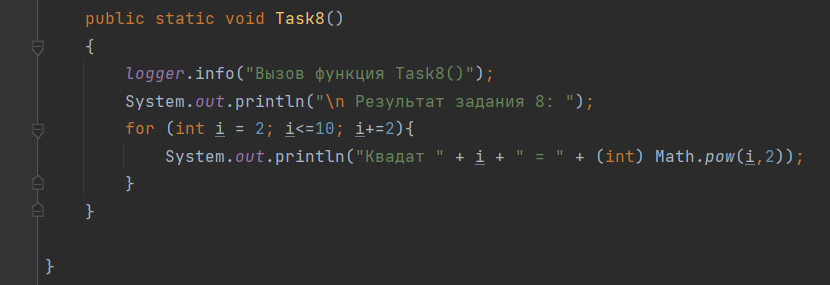 public static void Task8()
{
logger.info("Вызов функция Task8()");
System.out.println("\n Результат задания 8: ");
for (int i = 2; i<=10; i+=2){
System.out.println("Квадат " + i + " = " + (int) Math.pow(i,2));
}
}
}